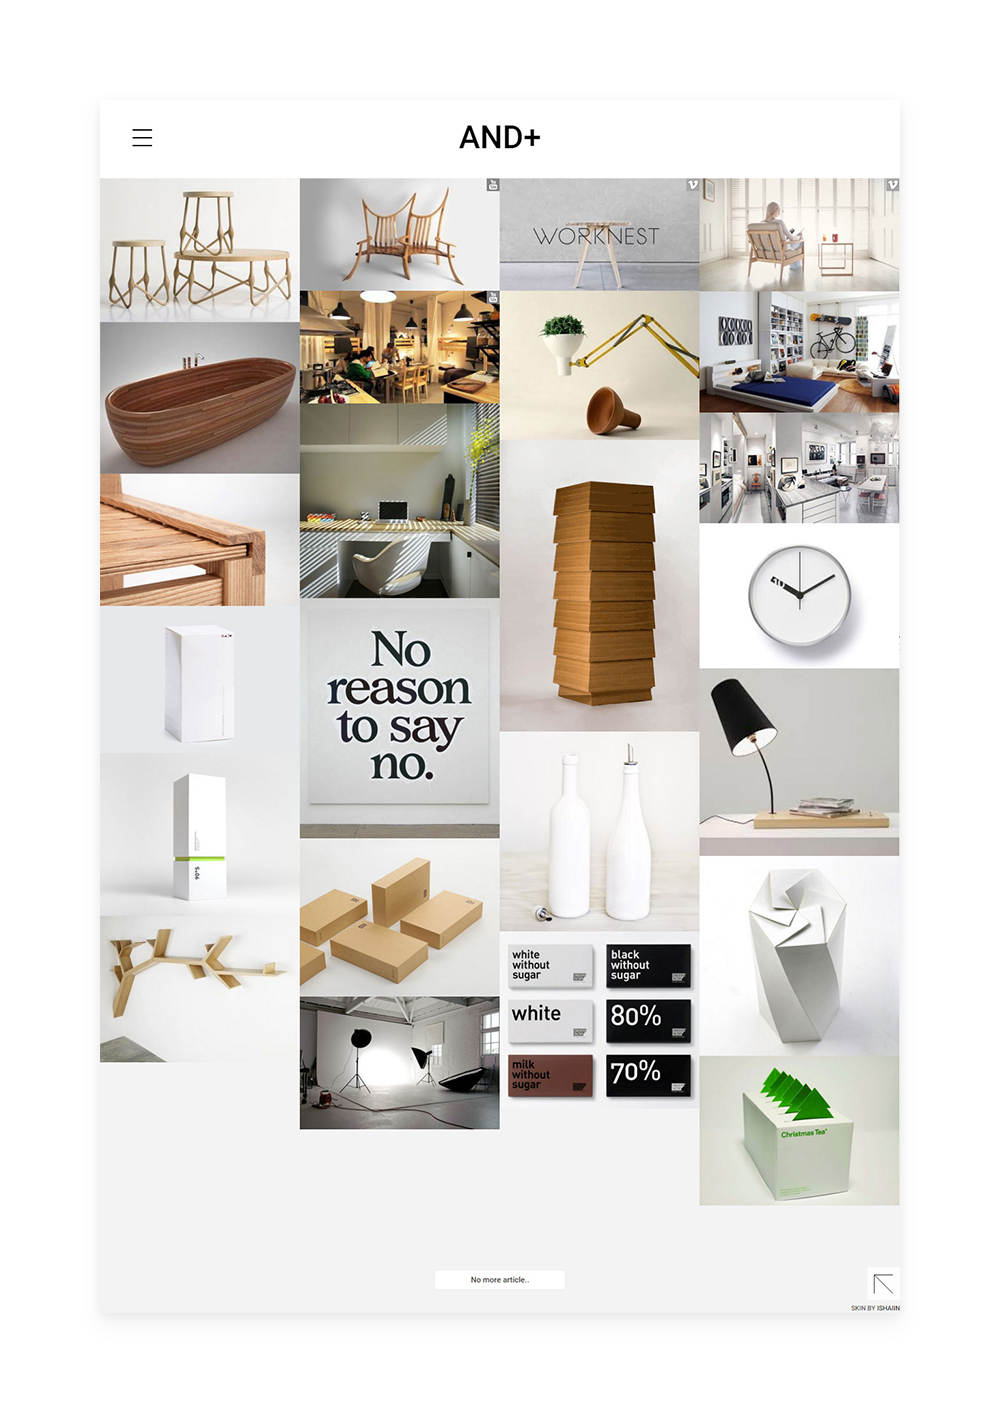 AND+
WORKNEST
No
reason
to say
no.
90°S
white
without
sugar
black
without
sugar
white
80%
milk
without
sugar
70%
Christmas Tea
No more article..
SKIN BY ISHAIIN